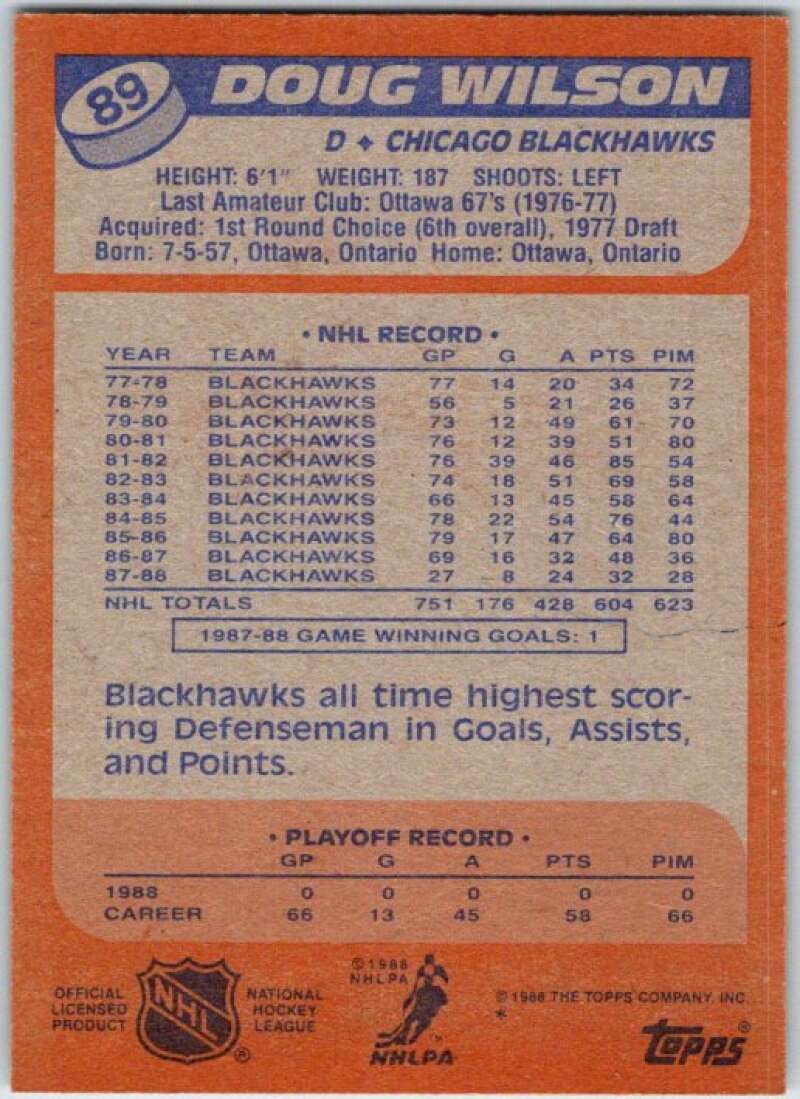 89
DOUG WILSON
D ✦ CHICAGO BLACKHAWKS
HEIGHT: 6'1" WEIGHT: 187 SHOOTS: LEFT
Last Amateur Club: Ottawa 67's (1976-77)
Acquired: 1st Round Choice (6th overall), 1977 Draft
Born: 7-5-57, Ottawa, Ontario Home: Ottawa, Ontario
• NHL RECORD •
YEAR TEAM GP G A PTS PIM
77-78 BLACKHAWKS 77 14 20 34 72
78-79 BLACKHAWKS 56 5 21 26 37
79-80 BLACKHAWKS 73 12 49 61 70
80-81 BLACKHAWKS 76 12 39 51 80
81-82 BLACKHAWKS 76 39 46 85 54
82-83 BLACKHAWKS 74 18 51 69 58
83-84 BLACKHAWKS 66 13 45 58 64
84-85 BLACKHAWKS 78 22 54 76 44
85-86 BLACKHAWKS 79 17 47 64 80
86-87 BLACKHAWKS 69 16 32 48 36
87-88 BLACKHAWKS 27 8 24 32 28
NHL TOTALS 751 176 428 604 623
1987-88 GAME WINNING GOALS: 1
Blackhawks all time highest scor-
ing Defenseman in Goals, Assists,
and Points.
• PLAYOFF RECORD •
GP G A PTS PIM
1988 0 0 0 0 0
CAREER 66 13 45 58 66
OFFICIAL
LICENSED
PRODUCT
NHL
®
NATIONAL
HOCKEY
LEAGUE
©1988
NHLPA
™
NHLPA
© 1988 THE TOPPS COMPANY, INC.
*
TOPPS®